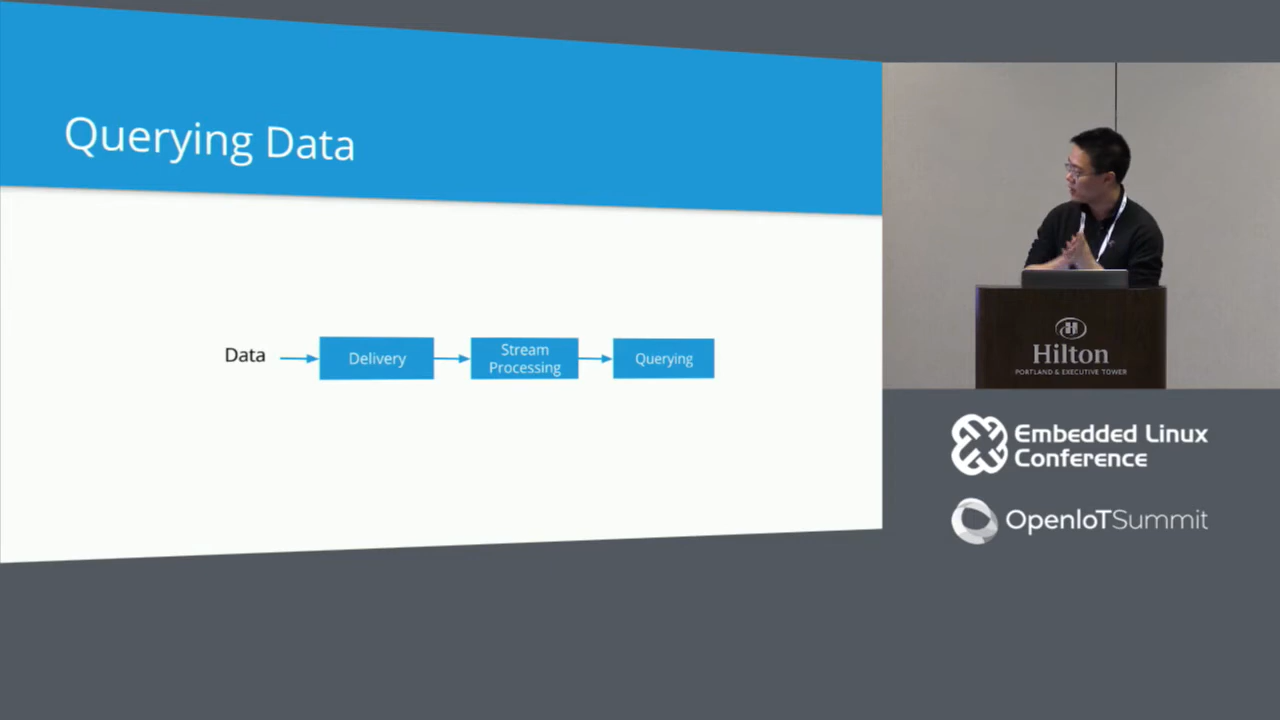 Querying Data
Data
Delivery
Stream
Processing
Querying
Hilton
PORTLAND & EXECUTIVE TOWER
Embedded Linux
Conference
OpenIoTSummit